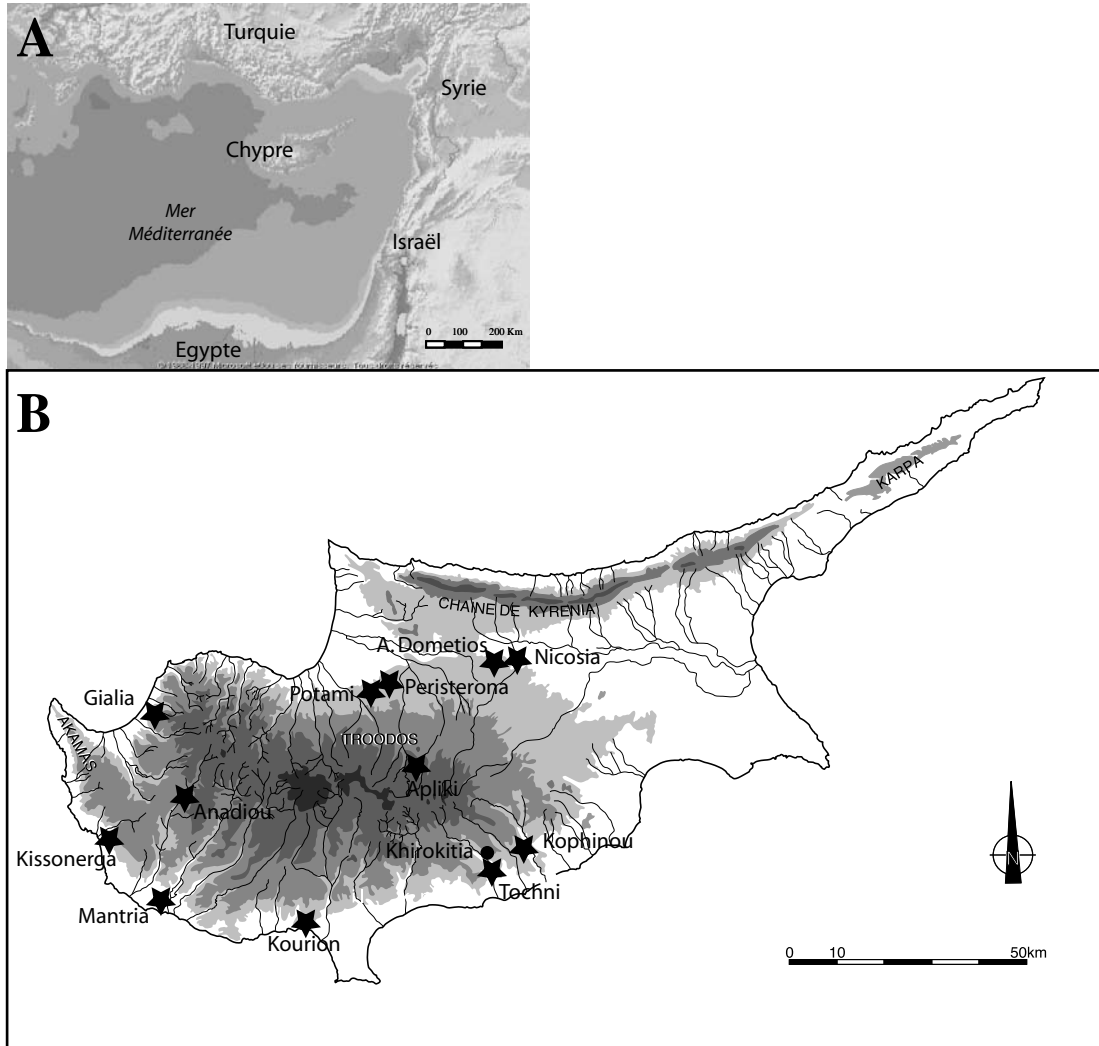 A
Turquie
Syrie
Chypre
Mer
Méditerranée
Israël
0 100 200 Km
Egypte
B
KARPA
CHAINE DE KYRENIA
A. Dometios
Nicosia
Gialia
Potami
Peristerona
AKAMAS
TROODOS
Apliki
Anadiou
Kophinou
Khirokitia
Kissonerga
Tochni
Mantria
Kourion
N
0 10 50km